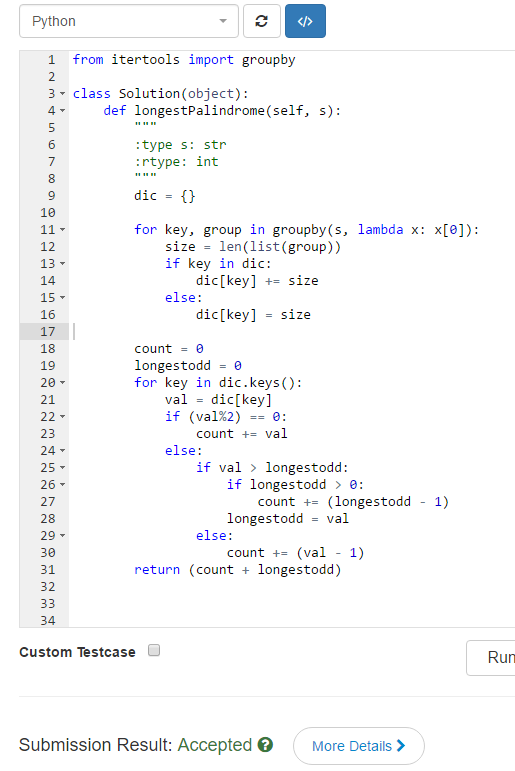 Python
</>
1 from itertools import groupby
2
3 class Solution(object):
4     def longestPalindrome(self, s):
5         """
6         :type s: str
7         :rtype: int
8         """
9         dic = {}
10
11         for key, group in groupby(s, lambda x: x[0]):
12             size = len(list(group))
13             if key in dic:
14                 dic[key] += size
15             else:
16                 dic[key] = size
17
18         count = 0
19         longestodd = 0
20         for key in dic.keys():
21             val = dic[key]
22             if (val%2) == 0:
23                 count += val
24             else:
25                 if val > longestodd:
26                     if longestodd > 0:
27                         count += (longestodd - 1)
28                     longestodd = val
29                 else:
30                     count += (val - 1)
31         return (count + longestodd)
32
33
34
Custom Testcase
Run
Submission Result: Accepted ?
More Details